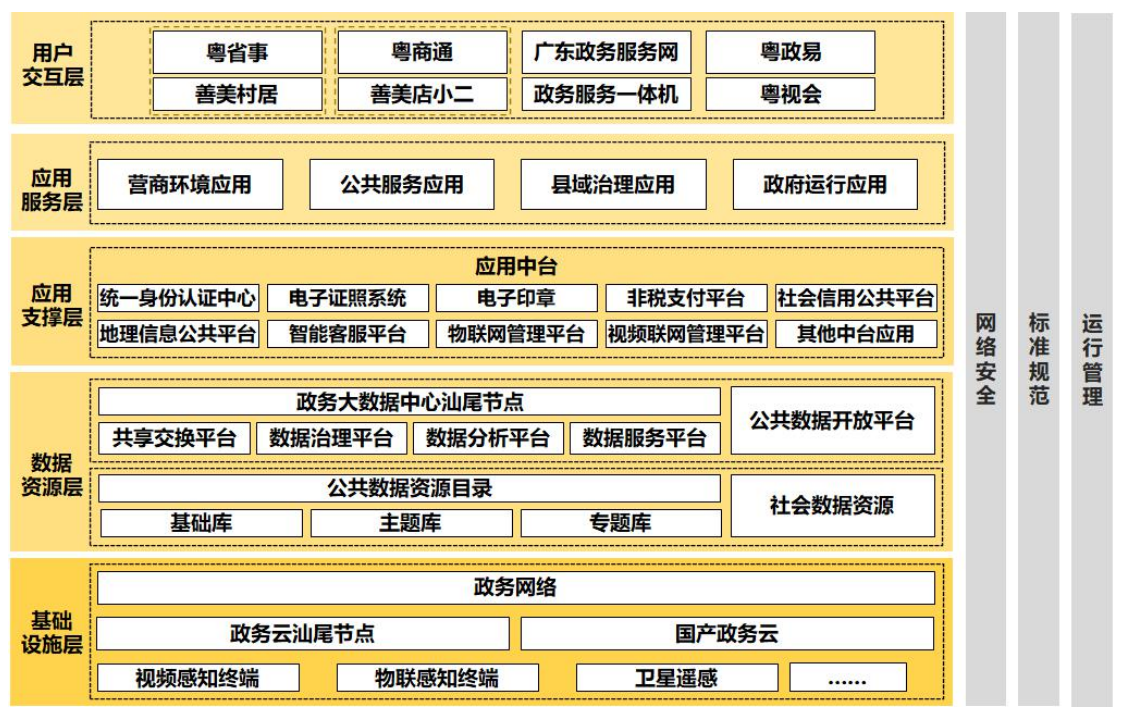 用户
交互层
粤省事
粤商通
广东政务服务网
粤政易
善美村居
善美店小二
政务服务一体机
粤视会
应用
服务层
营商环境应用
公共服务应用
县域治理应用
政府运行应用
应用
支撑层
应用中台
统一身份认证中心
电子证照系统
电子印章
非税支付平台
社会信用公共平台
地理信息公共平台
智能客服平台
物联网管理平台
视频联网管理平台
其他中台应用
数据
资源层
政务大数据中心汕尾节点
公共数据开放平台
共享交换平台
数据治理平台
数据分析平台
数据服务平台
公共数据资源目录
社会数据资源
基础库
主题库
专题库
基础
设施层
政务网络
政务云汕尾节点
国产政务云
视频感知终端
物联感知终端
卫星遥感
……
网络安全
标准规范
运行管理